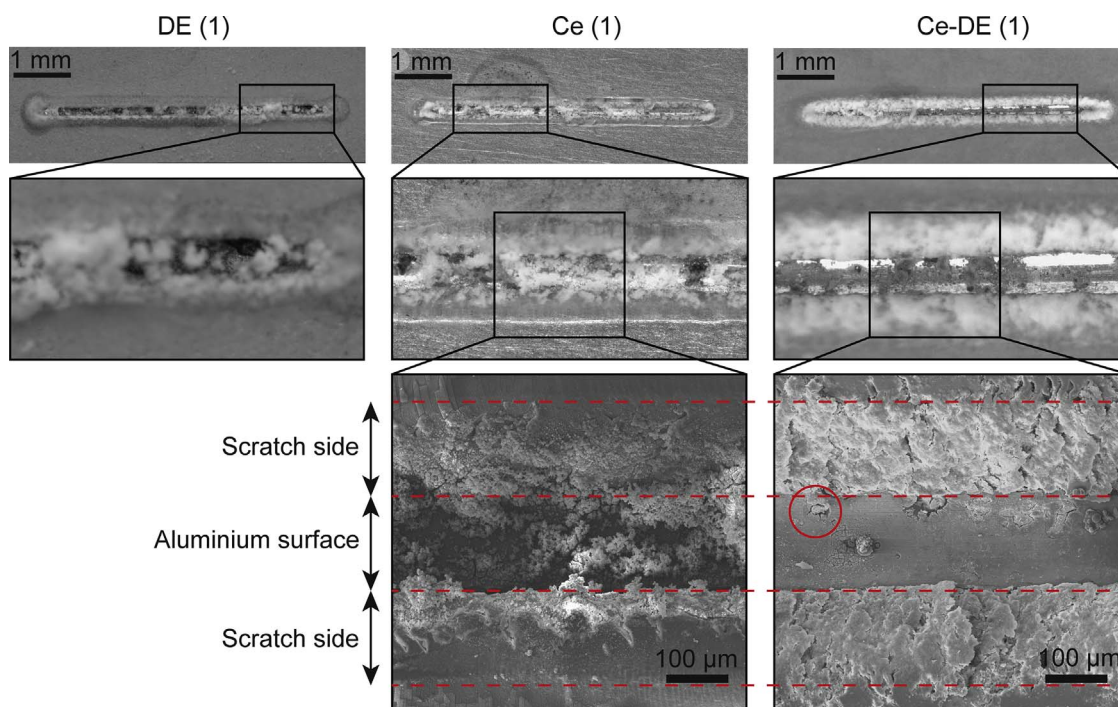 DE (1)
Ce (1)
Ce-DE (1)
1 mm
1 mm
1 mm
Scratch side
Aluminium surface
Scratch side
100 µm
100 µm